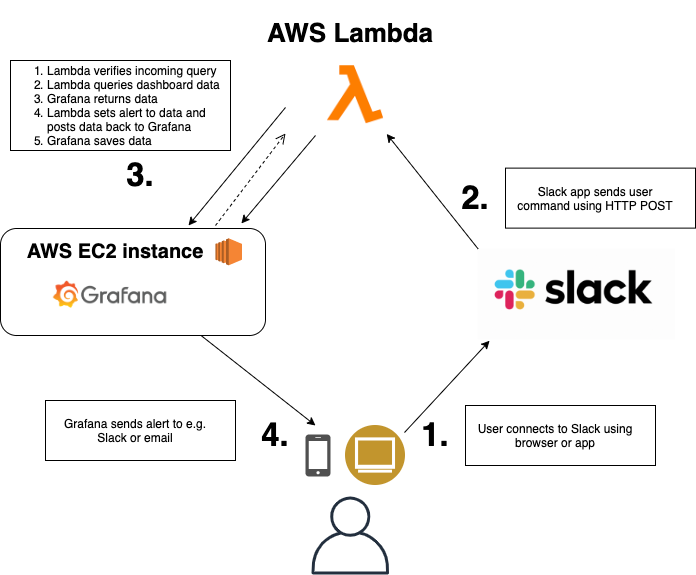 AWS Lambda
1. Lambda verifies incoming query
2. Lambda queries dashboard data
3. Grafana returns data
4. Lambda sets alert to data and
posts data back to Grafana
5. Grafana saves data
3.
2.
Slack app sends user
command using HTTP POST
AWS EC2 instance
Grafana
slack
Grafana sends alert to e.g.
Slack or email
4.
1.
User connects to Slack using
browser or app